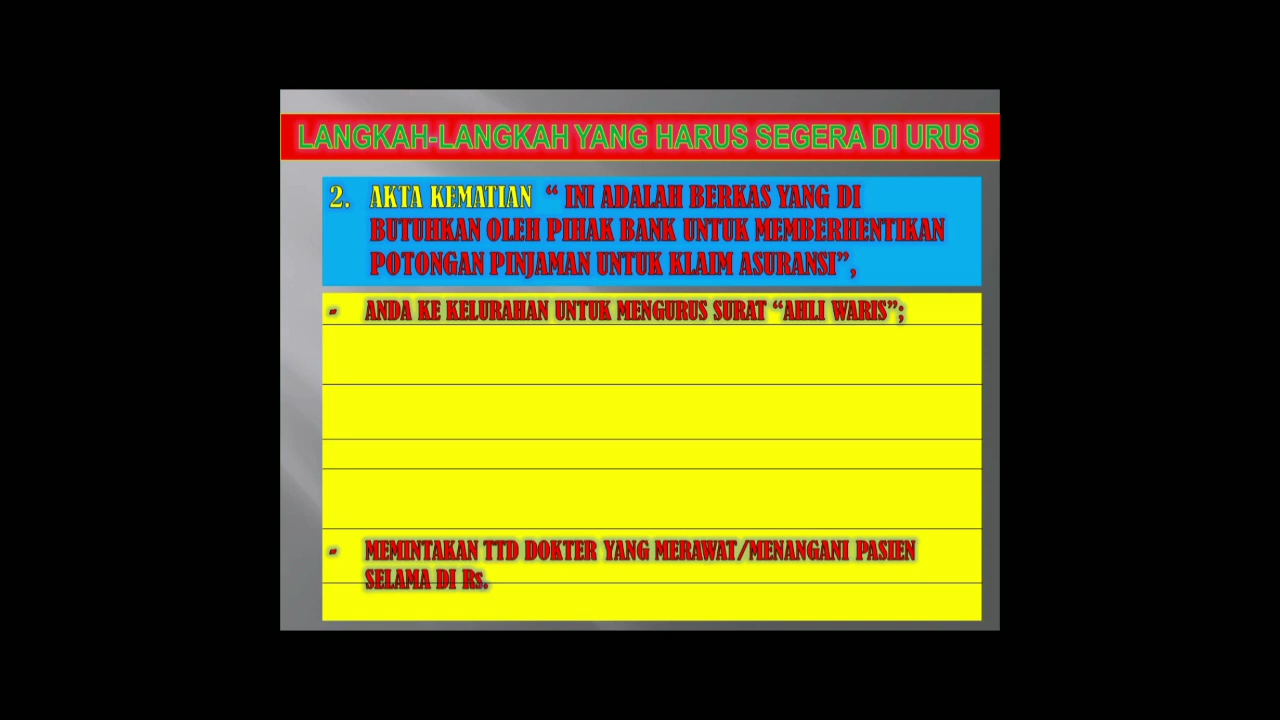 LANGKAH-LANGKAH YANG HARUS SEGERA DI URUS
2. AKTA KEMATIAN “ INI ADALAH BERKAS YANG DI
BUTUHKAN OLEH PIHAK BANK UNTUK MEMBERHENTIKAN
POTONGAN PINJAMAN UNTUK KLAIM ASURANSI”,
- ANDA KE KELURAHAN UNTUK MENGURUS SURAT “AHLI WARIS”;
- MEMINTAKAN TTD DOKTER YANG MERAWAT/MENANGANI PASIEN
SELAMA DI Rs.